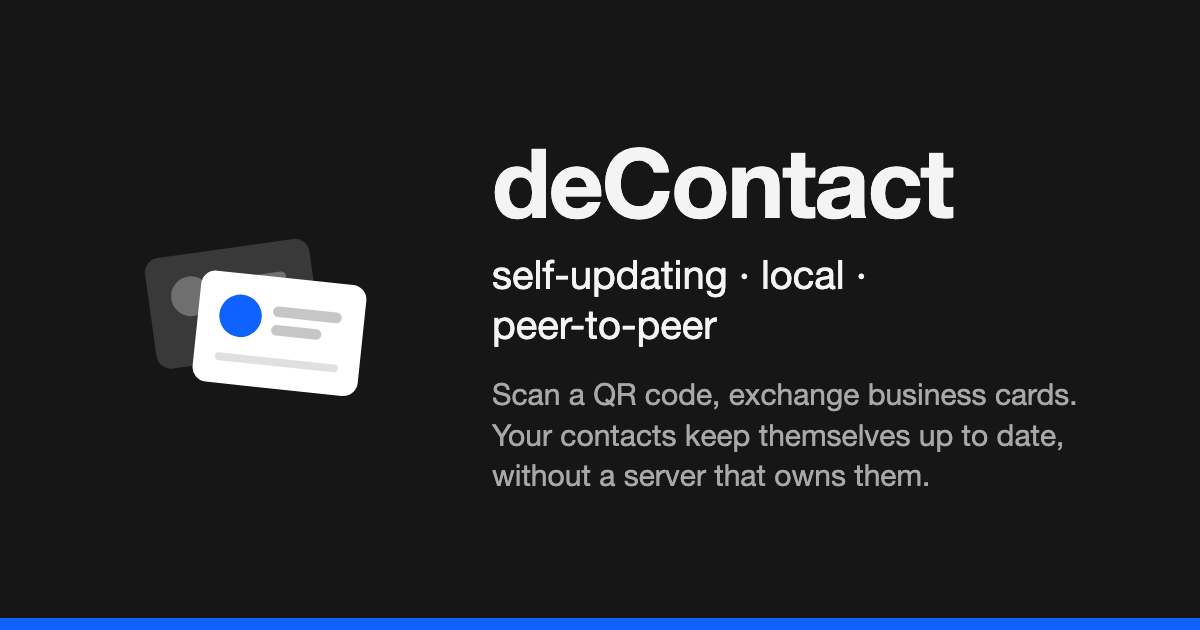 deContact
self-updating · local ·
peer-to-peer
Scan a QR code, exchange business cards.
Your contacts keep themselves up to date,
without a server that owns them.